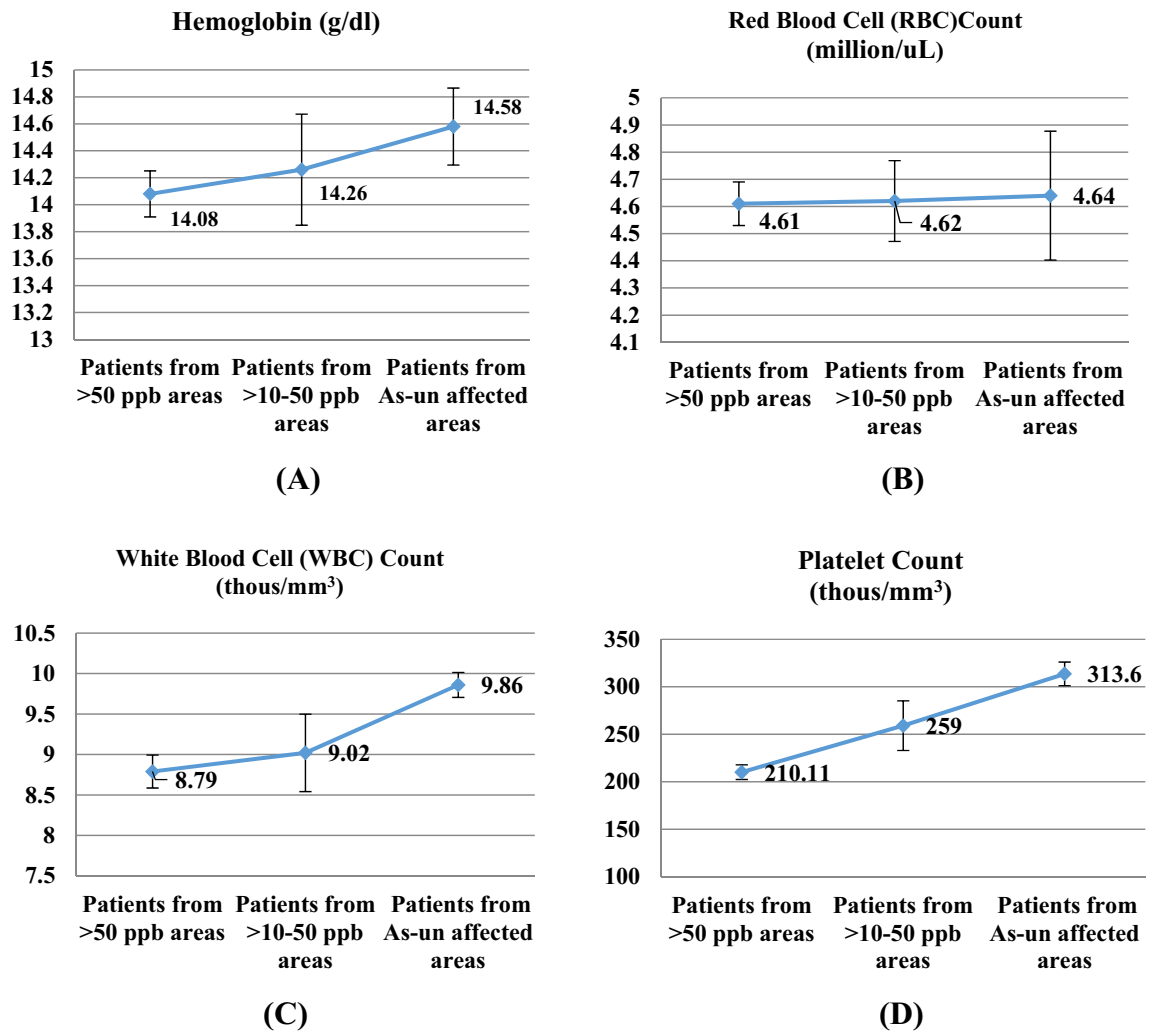 Hemoglobin (g/dl)
15
14.8
14.6
14.4
14.2
14
13.8
13.6
13.4
13.2
13
14.08
14.26
14.58
Patients from
>50 ppb areas
Patients from
>10-50 ppb
areas
Patients from
As-un affected
areas
(A)
Red Blood Cell (RBC)Count
(million/uL)
5
4.9
4.8
4.7
4.6
4.5
4.4
4.3
4.2
4.1
4.61
4.62
4.64
Patients from
>50 ppb areas
Patients from
>10-50 ppb
areas
Patients from
As-un affected
areas
(B)
White Blood Cell (WBC) Count
(thous/mm³)
10.5
10
9.5
9
8.5
8
7.5
8.79
9.02
9.86
Patients from
>50 ppb areas
Patients from
>10-50 ppb
areas
Patients from
As-un affected
areas
(C)
Platelet Count
(thous/mm³)
350
300
250
200
150
100
210.11
259
313.6
Patients from
>50 ppb areas
Patients from
>10-50 ppb
areas
Patients from
As-un affected
areas
(D)